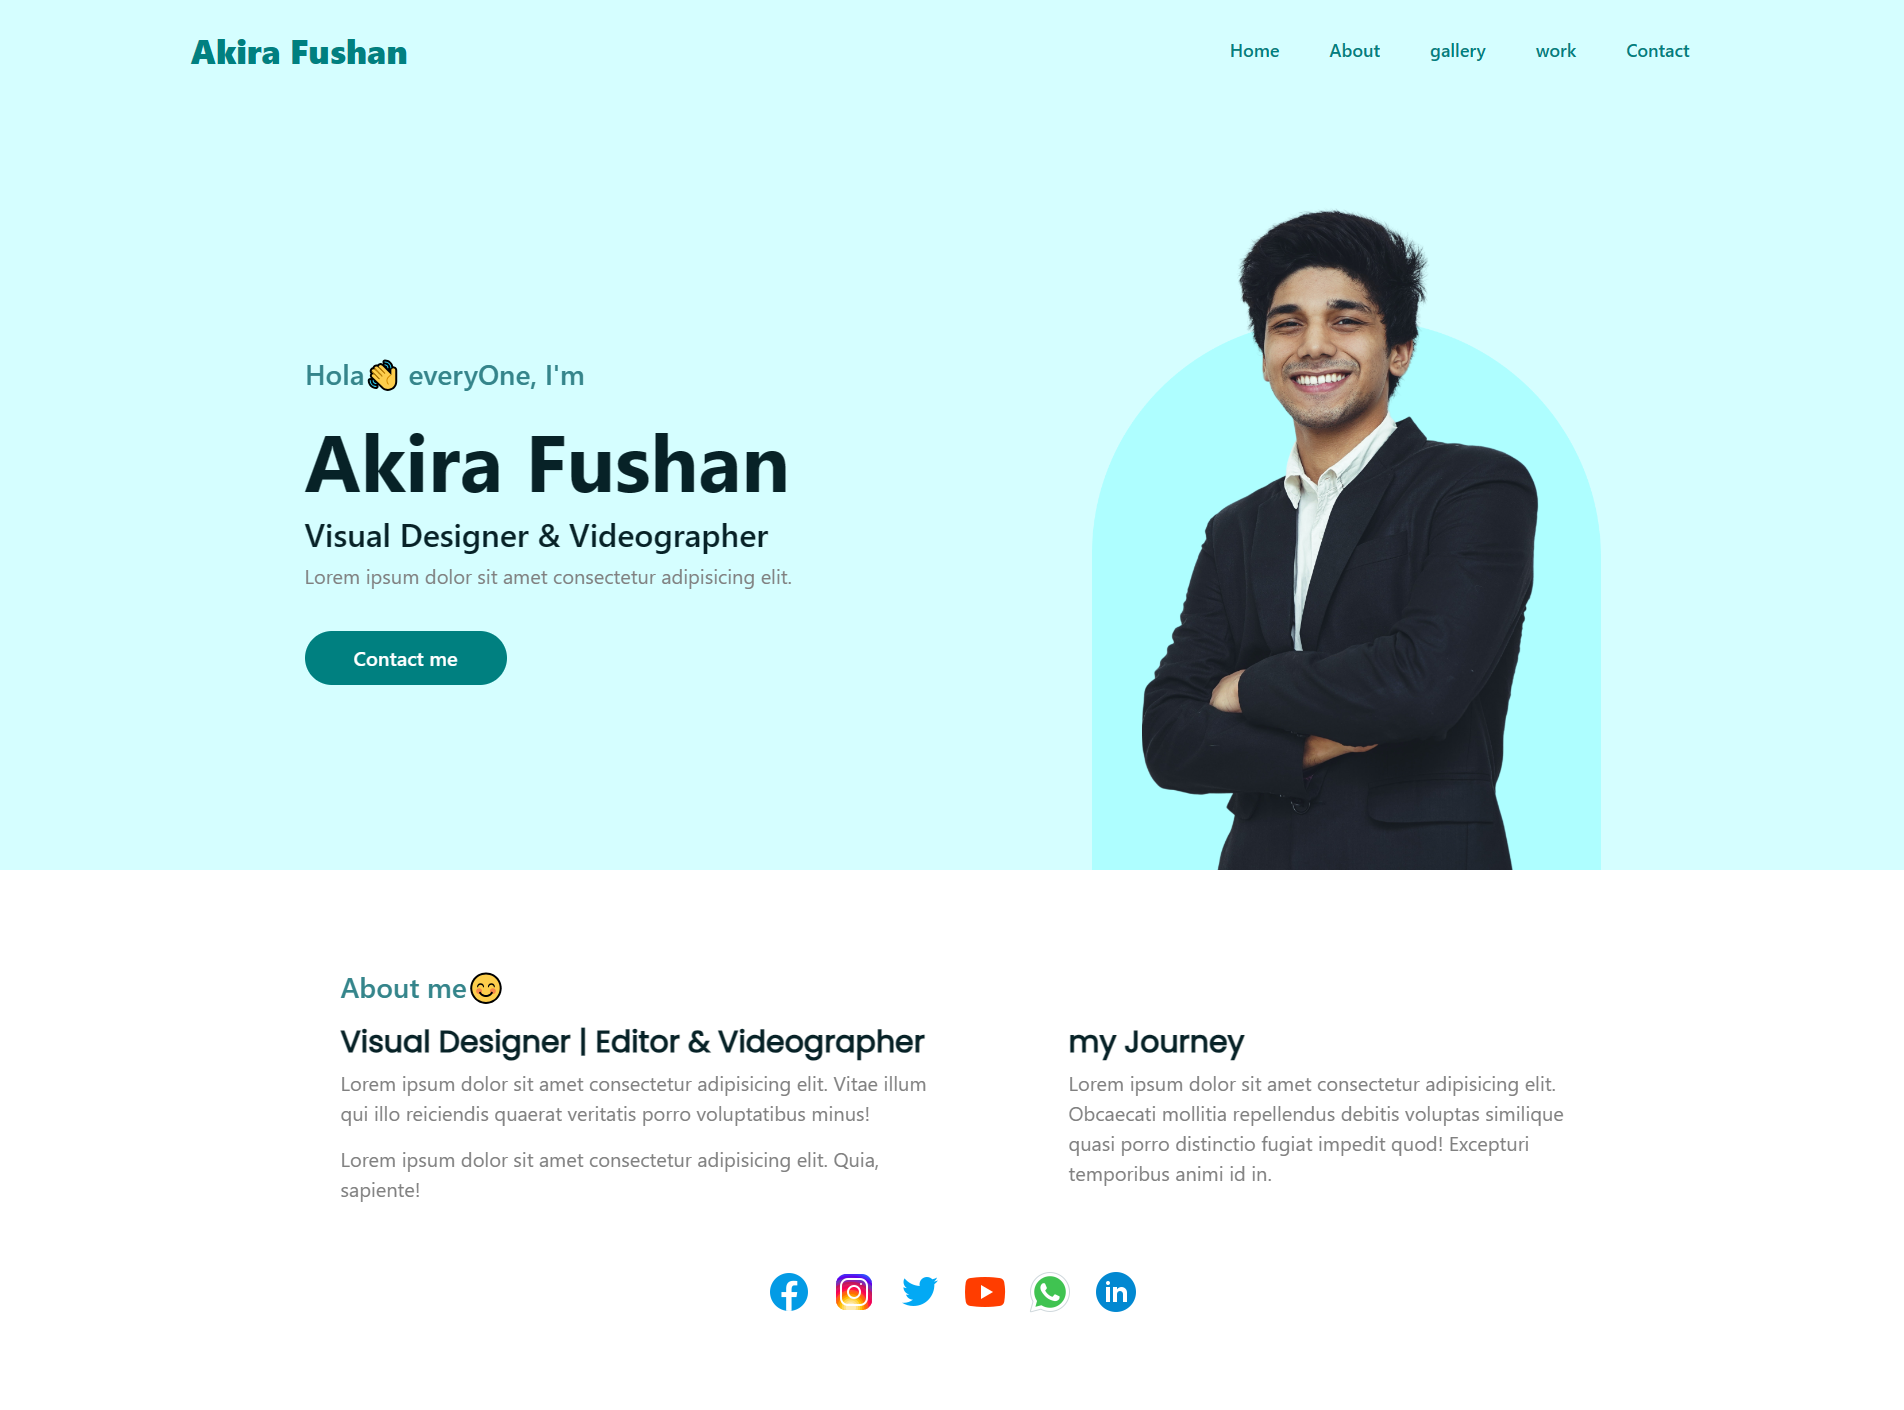 Akira Fushan
Home
About
gallery
work
Contact
Hola👋 everyOne, I'm
Akira Fushan
Visual Designer & Videographer
Lorem ipsum dolor sit amet consectetur adipisicing elit.
Contact me
About me😊
Visual Designer | Editor & Videographer
Lorem ipsum dolor sit amet consectetur adipisicing elit. Vitae illum
qui illo reiciendis quaerat veritatis porro voluptatibus minus!
Lorem ipsum dolor sit amet consectetur adipisicing elit. Quia,
sapiente!
my Journey
Lorem ipsum dolor sit amet consectetur adipisicing elit.
Obcaecati mollitia repellendus debitis voluptas similique
quasi porro distinctio fugiat impedit quod! Excepturi
temporibus animi id in.